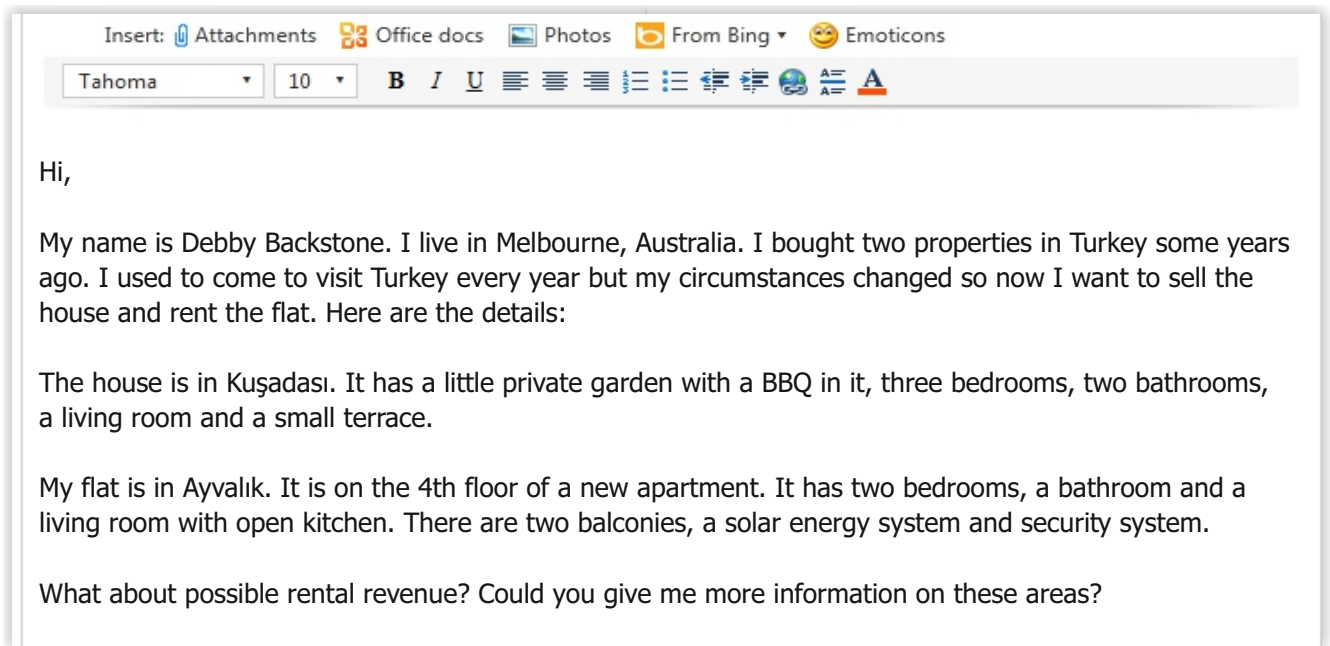 Insert: Attachments Office docs Photos From Bing Emoticons
Tahoma 10 B I U A
Hi,
My name is Debby Backstone. I live in Melbourne, Australia. I bought two properties in Turkey some years
ago. I used to come to visit Turkey every year but my circumstances changed so now I want to sell the
house and rent the flat. Here are the details:
The house is in Kuşadası. It has a little private garden with a BBQ in it, three bedrooms, two bathrooms,
a living room and a small terrace.
My flat is in Ayvalık. It is on the 4th floor of a new apartment. It has two bedrooms, a bathroom and a
living room with open kitchen. There are two balconies, a solar energy system and security system.
What about possible rental revenue? Could you give me more information on these areas?